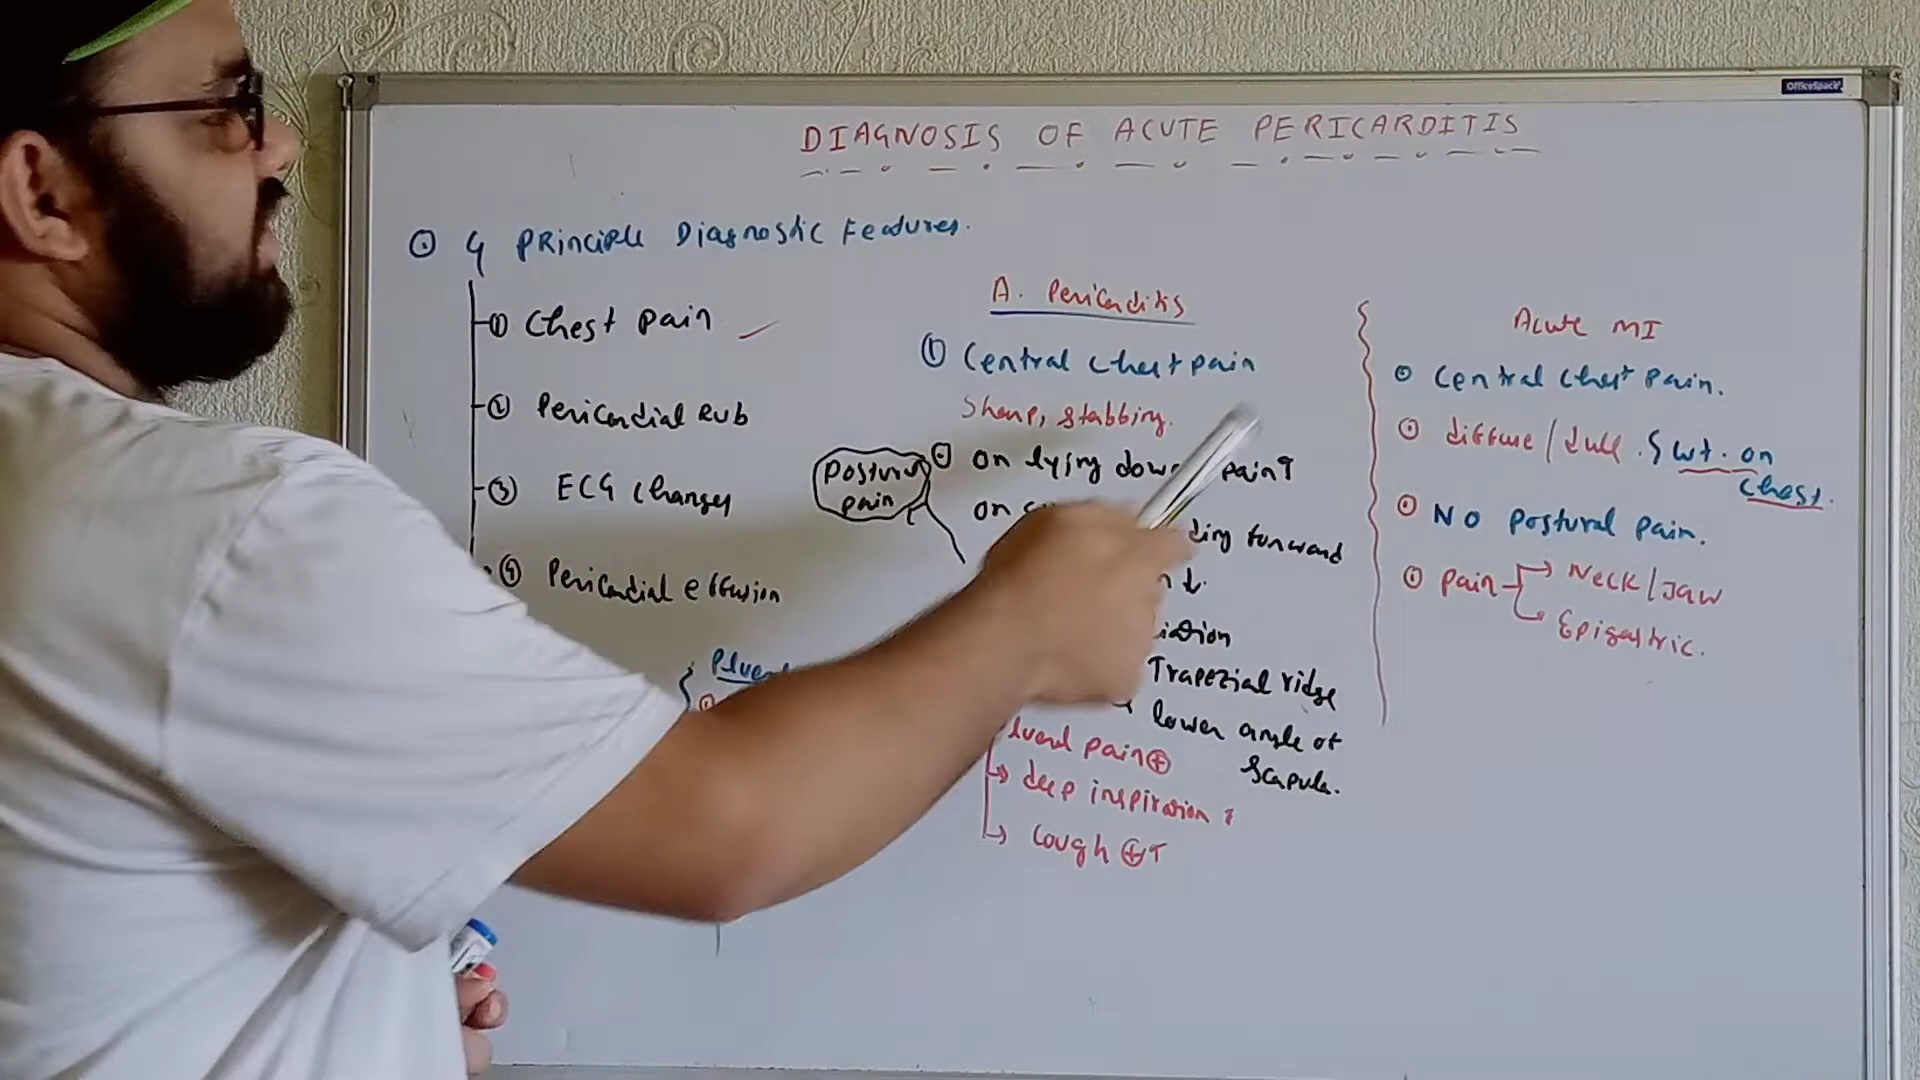 OfficeSpace
DIAGNOSIS OF ACUTE PERICARDITIS
4 PRinciple Diagnostic Features.
① Chest pain
② Pericardial Rub
③ ECG changes
④ Pericardial effusion
A. Pericarditis
① Central chest pain
Sharp, stabbing.
Postural
pain
on lying down pain↑
on
ding forward
↓.
Trapezial ridge
lower angle of
Scapula.
pain ⊕
→ deep inspiration ↑
→ cough ⊕↑
Acute MI
Central chest pain.
diffuse / dull. { wt. on
chest.
NO postural pain.
pain → Neck / Jaw
→ Epigastric.